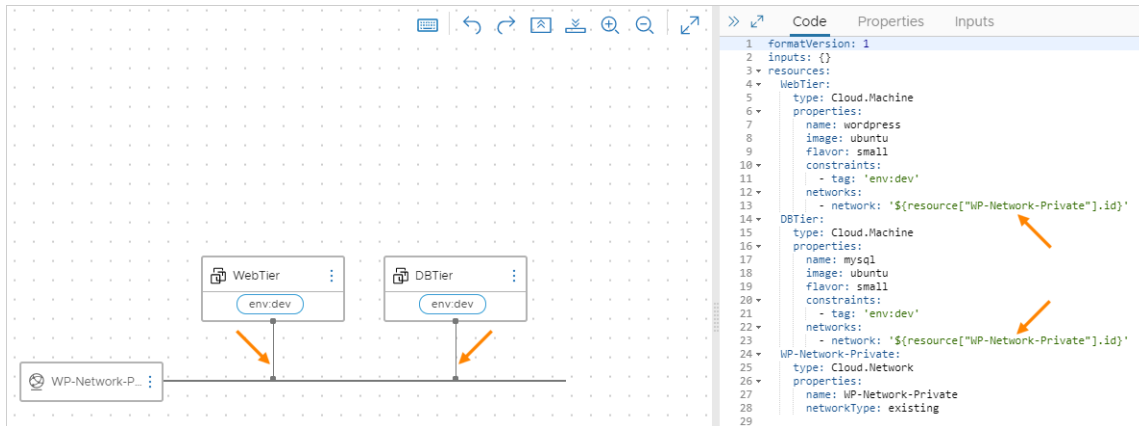 Code Properties Inputs
1 formatVersion: 1
2 inputs: {}
3 resources:
4 WebTier:
5 type: Cloud.Machine
6 properties:
7 name: wordpress
8 image: ubuntu
9 flavor: small
10 constraints:
11 - tag: 'env:dev'
12 networks:
13 - network: '${resource["WP-Network-Private"].id}'
14 DBTier:
15 type: Cloud.Machine
16 properties:
17 name: mysql
18 image: ubuntu
19 flavor: small
20 constraints:
21 - tag: 'env:dev'
22 networks:
23 - network: '${resource["WP-Network-Private"].id}'
24 WP-Network-Private:
25 type: Cloud.Network
26 properties:
27 name: WP-Network-Private
28 networkType: existing
29
WebTier
env:dev
DBTier
env:dev
WP-Network-P...